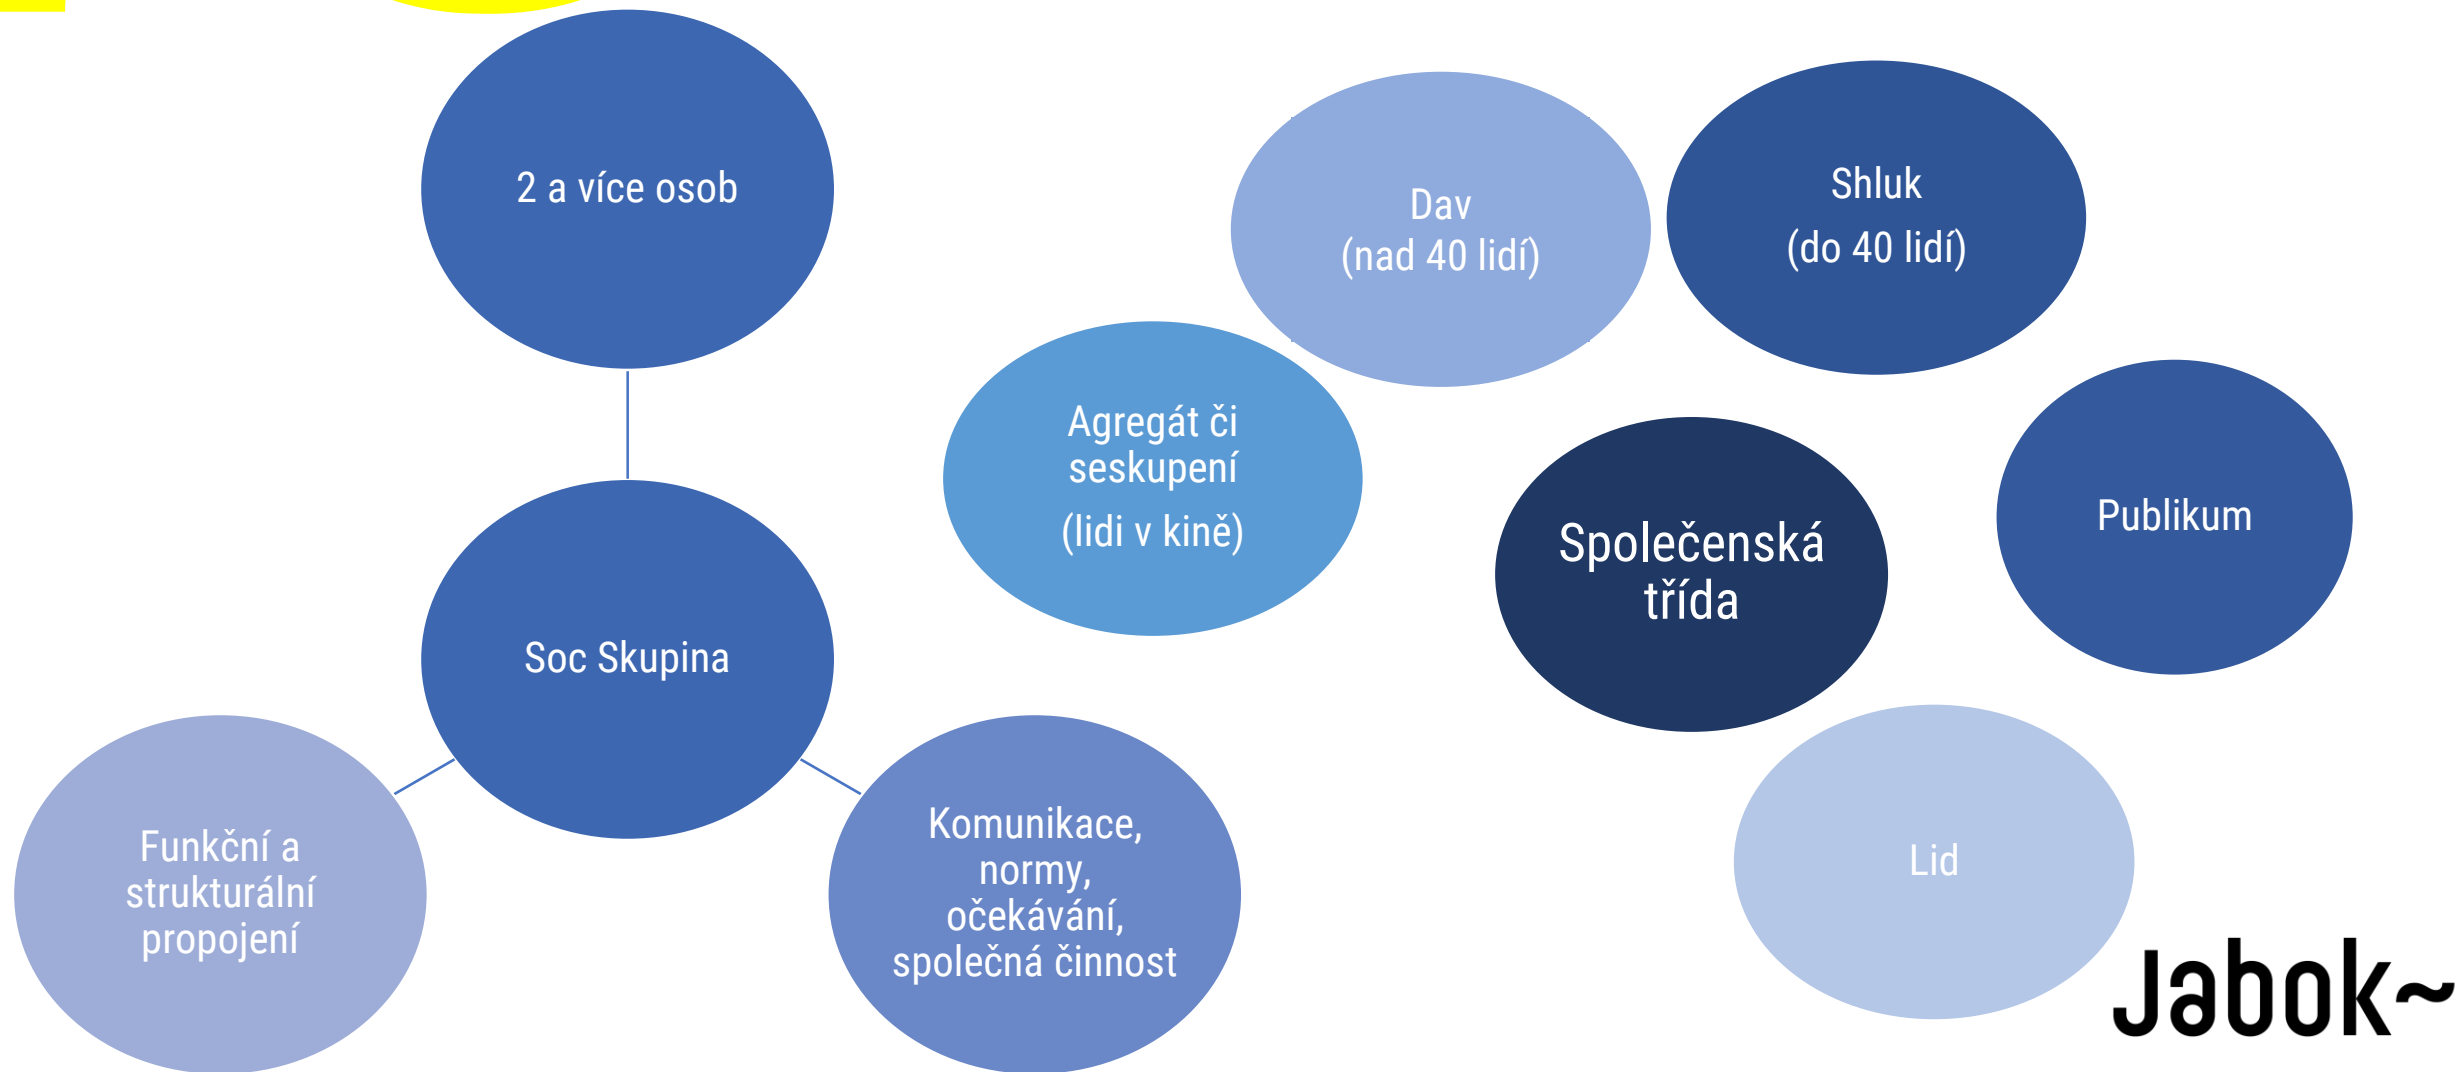 2 a více osob
Soc Skupina
Funkční a
strukturální
propojení
Komunikace,
normy,
očekávání,
společná činnost
Dav
(nad 40 lidí)
Shluk
(do 40 lidí)
Agregát či
seskupení
(lidi v kině)
Společenská
třída
Publikum
Lid
Jabok~